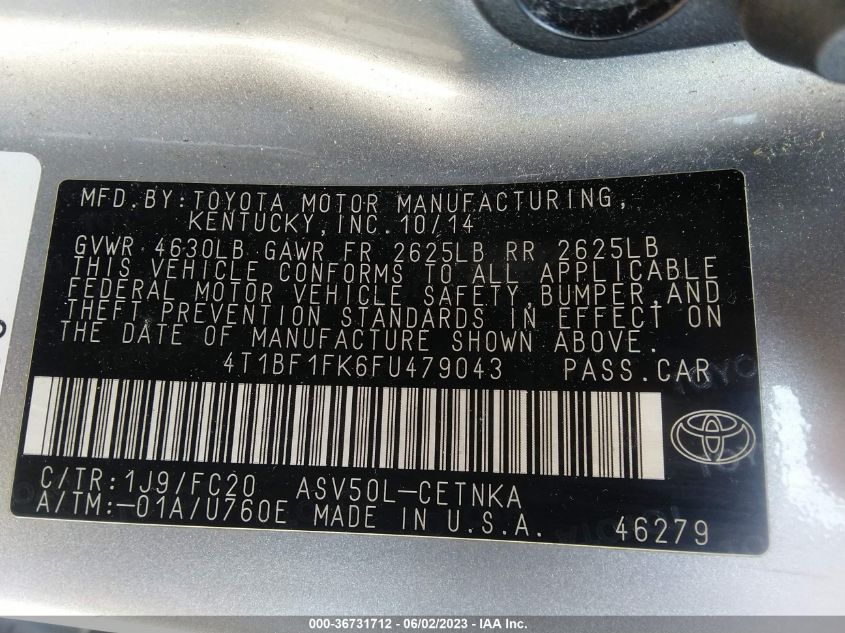 MFD.BY:TOYOTA MOTOR MANUFACTURING,
KENTUCKY,INC.10/14
GVWR 4630LB GAWR FR 2625LB RR 2625LB
THIS VEHICLE CONFORMS TO ALL APPLICABLE
FEDERAL MOTOR VEHICLE SAFETY,BUMPER,AND
THEFT PREVENTION STANDARDS IN EFFECT ON
THE DATE OF MANUFACTURE SHOWN ABOVE.
4T1BF1FK6FU479043 PASS.CAR
C/TR:1J9/FC20 ASV50L-CETNKA
A/TM:-01A/U760E MADE IN U.S.A. 46279
000-36731712 - 06/02/2023 - IAA Inc.